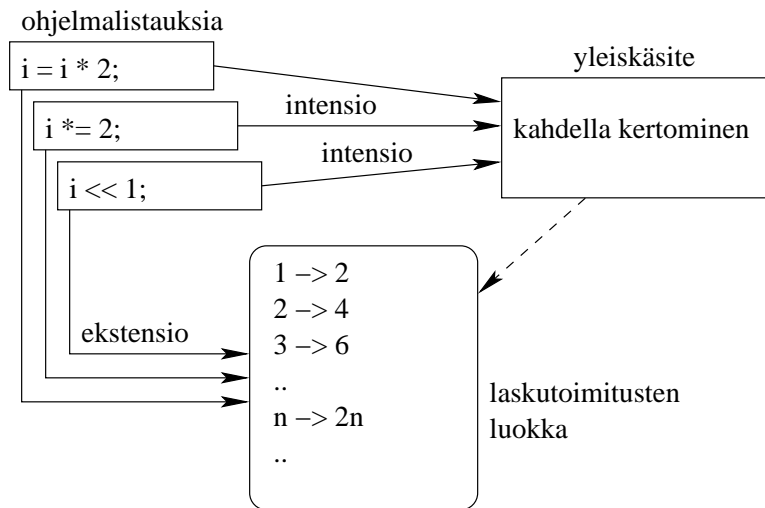 ohjelmalistauksia
i = i * 2;
yleiskäsite
i *= 2;
intensio
kahdella kertominen
intensio
i << 1;
1 −> 2
2 −> 4
ekstensio
3 −> 6
..
n −> 2n
..
laskutoimitusten
luokka